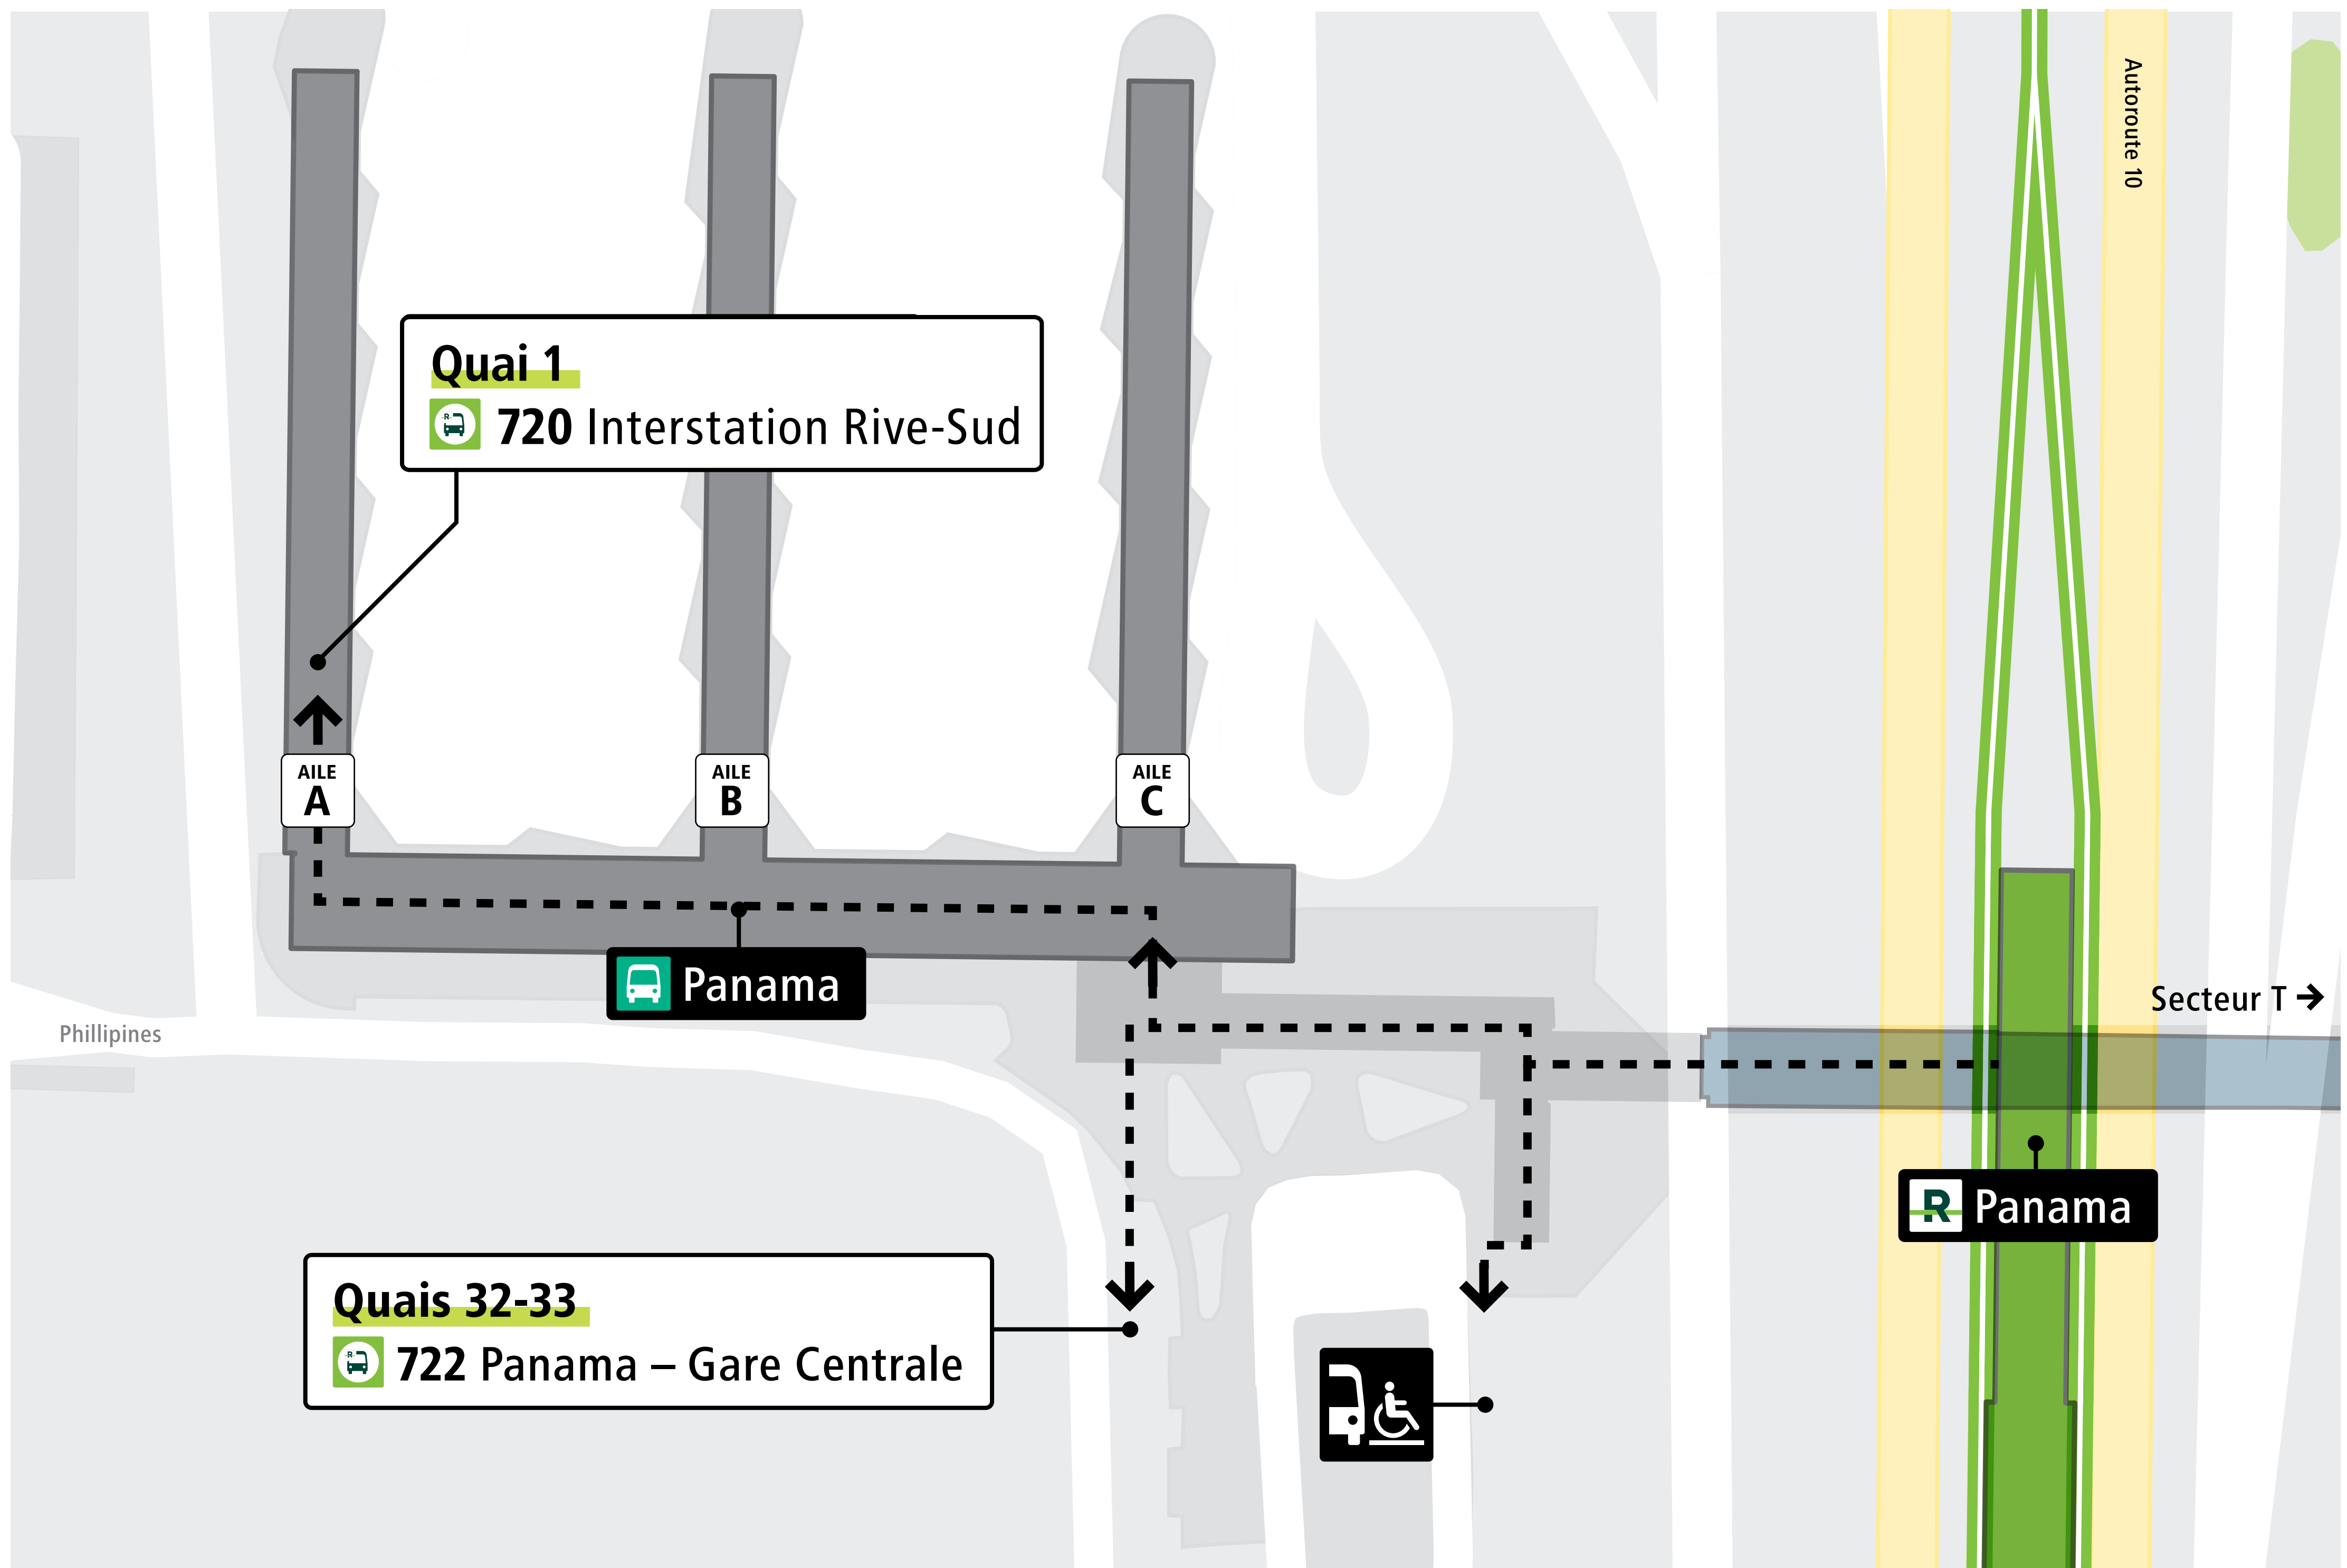 Autoroute 10
Quai 1
720 Interstation Rive-Sud
AILE
A
AILE
B
AILE
C
Panama
Secteur T →
Phillipines
R Panama
Quais 32-33
722 Panama – Gare Centrale